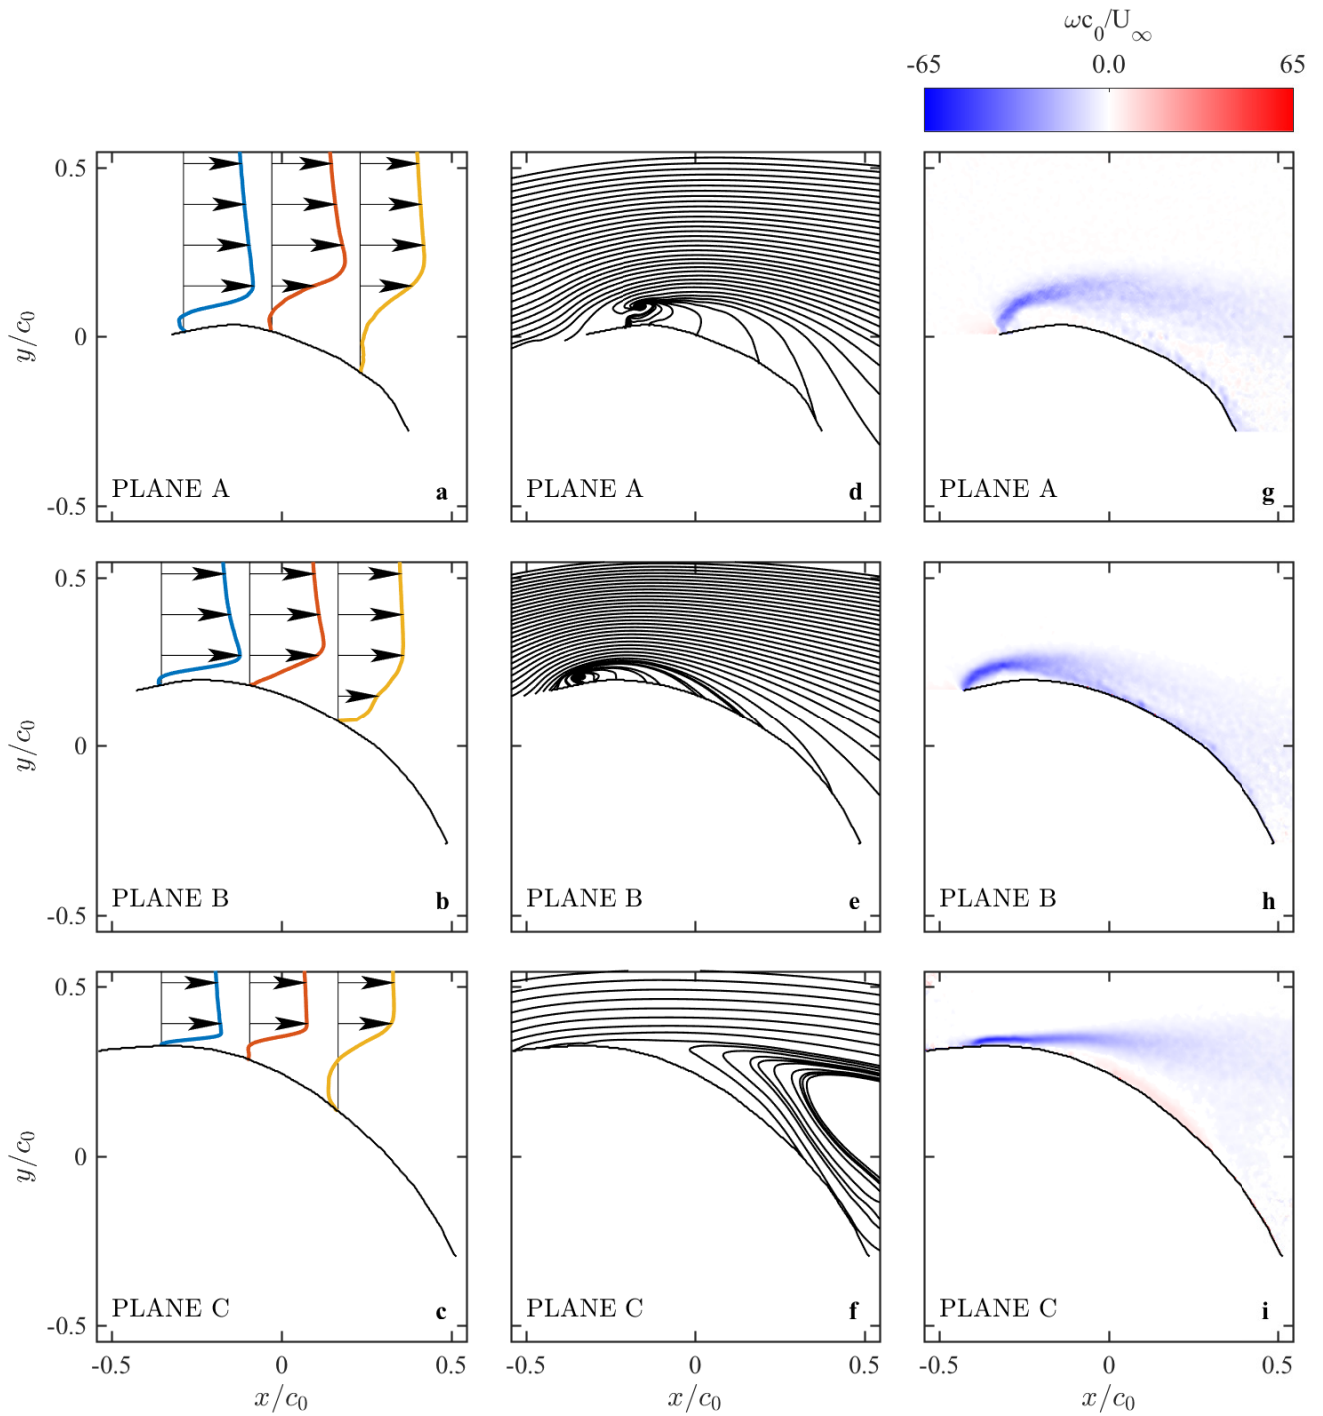 ωc₀/U∞
-65 0.0 65
0.5
0
-0.5
y/c₀
PLANE A a
PLANE A d
PLANE A g
0.5
0
-0.5
y/c₀
PLANE B b
PLANE B e
PLANE B h
0.5
0
-0.5
y/c₀
PLANE C c
PLANE C f
PLANE C i
-0.5 0 0.5
-0.5 0 0.5
-0.5 0 0.5
x/c₀
x/c₀
x/c₀